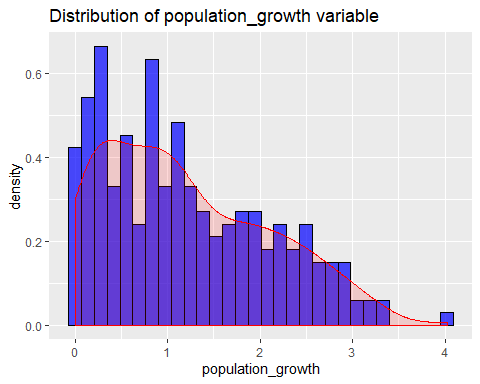 Distribution of population_growth variable
density
0.6
0.4
0.2
0.0
0 1 2 3 4
population_growth